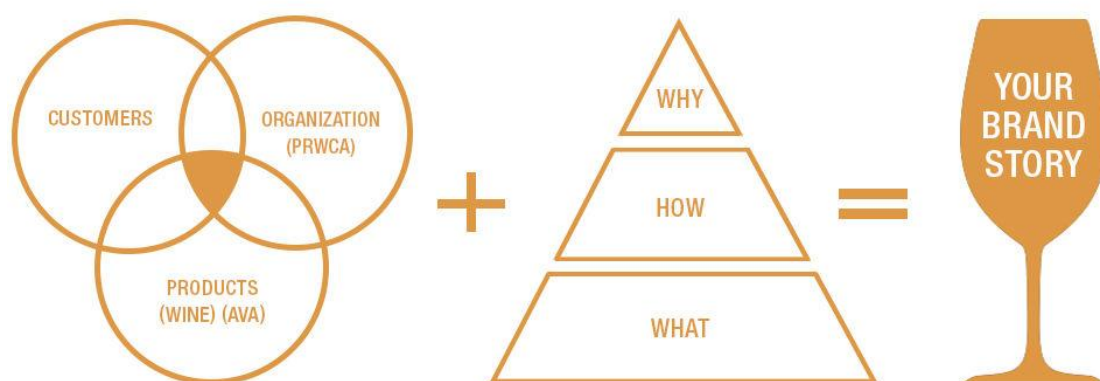 CUSTOMERS
ORGANIZATION
(PRWCA)
PRODUCTS
(WINE) (AVA)
+
WHY
HOW
WHAT
=
YOUR
BRAND
STORY